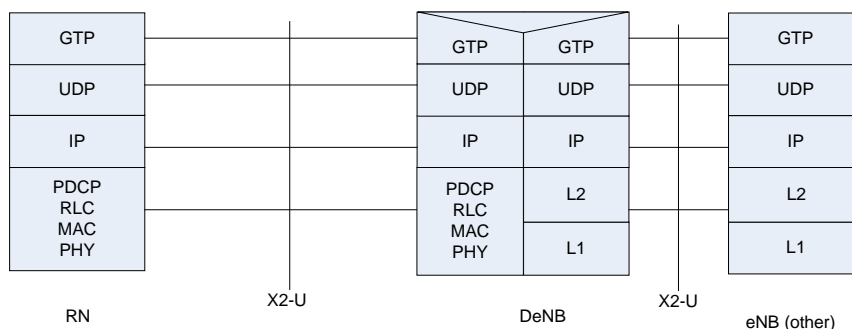 GTP
UDP
IP
PDCP
RLC
MAC
PHY
RN
X2-U
GTP GTP
UDP UDP
IP IP
PDCP
RLC
MAC
PHY
L2
L1
DeNB
X2-U
GTP
UDP
IP
L2
L1
eNB (other)